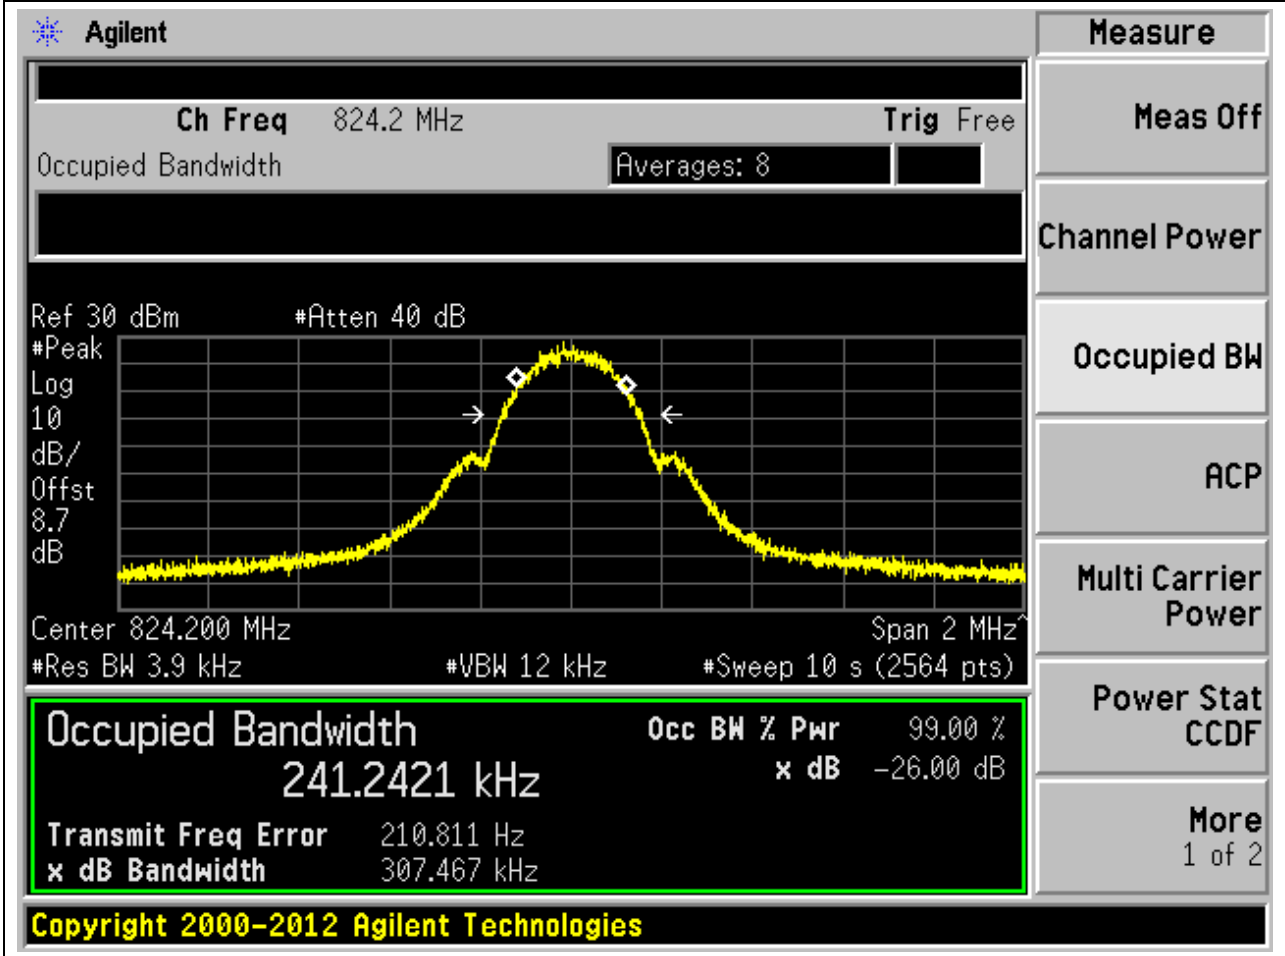 Agilent
Measure
Ch Freq 824.2 MHz Trig Free
Meas Off
Occupied Bandwidth Averages: 8
Channel Power
Ref 30 dBm #Atten 40 dB
#Peak
Log
10
dB/
Offst
8.7
dB
Occupied BW
ACP
Multi Carrier
Power
Center 824.200 MHz Span 2 MHz^
#Res BW 3.9 kHz #VBW 12 kHz #Sweep 10 s (2564 pts)
Power Stat
CCDF
Occupied Bandwidth Occ BW % Pwr 99.00 %
241.2421 kHz x dB -26.00 dB
Transmit Freq Error 210.811 Hz
x dB Bandwidth 307.467 kHz
More
1 of 2
Copyright 2000-2012 Agilent Technologies